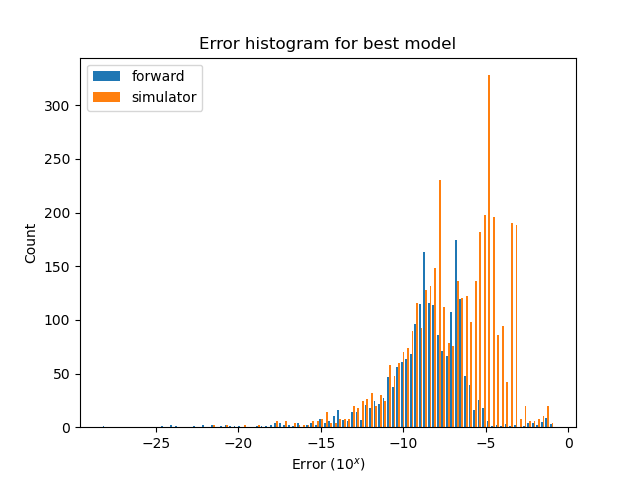 Error histogram for best model
forward
simulator
300
250
200
150
100
50
0
Count
−25 −20 −15 −10 −5 0
Error (10^x)